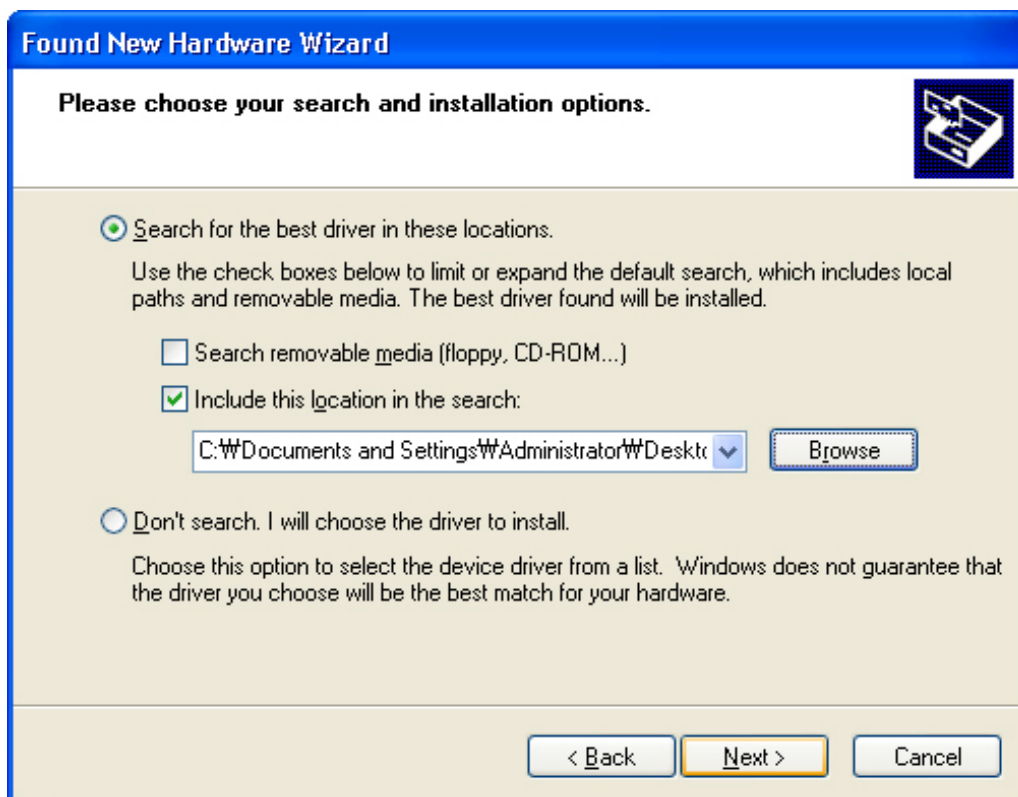 Found New Hardware Wizard
Please choose your search and installation options.
Search for the best driver in these locations.
Use the check boxes below to limit or expand the default search, which includes local
paths and removable media. The best driver found will be installed.
Search removable media (floppy, CD-ROM...)
Include this location in the search:
C:₩Documents and Settings₩Administrator₩Deskto
Browse
Don't search. I will choose the driver to install.
Choose this option to select the device driver from a list. Windows does not guarantee that
the driver you choose will be the best match for your hardware.
< Back Next > Cancel